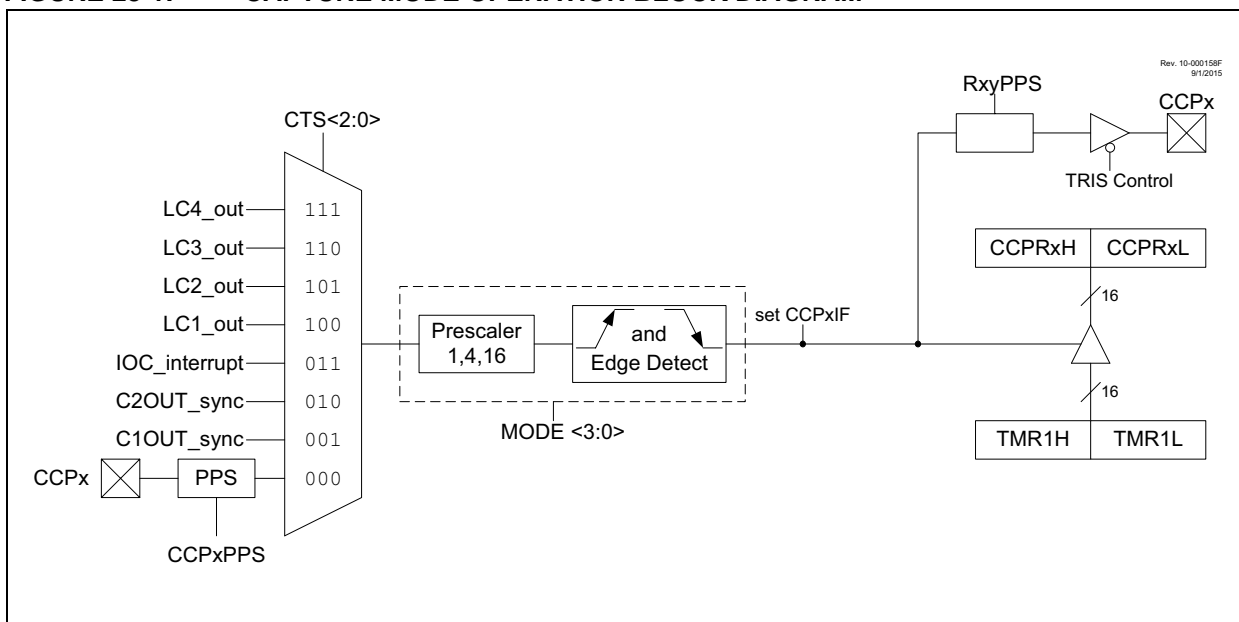 Rev. 10-000158F
9/1/2015
RxyPPS
CCPx
CTS<2:0>
TRIS Control
LC4_out 111
LC3_out 110
CCPRxH CCPRxL
LC2_out 101
16
LC1_out 100
set CCPxIF
Prescaler
1,4,16
and
Edge Detect
IOC_interrupt 011
C2OUT_sync 010
16
MODE <3:0>
C1OUT_sync 001
TMR1H TMR1L
CCPx PPS 000
CCPxPPS